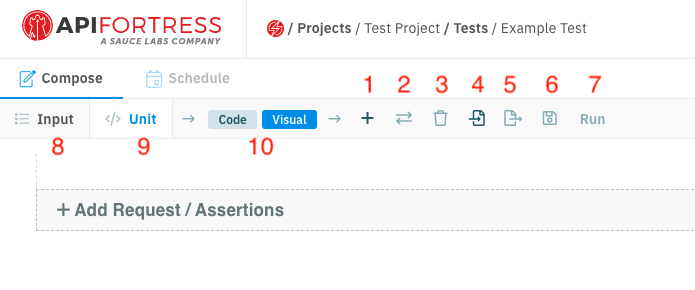 APIFORTRESS
A SAUCE LABS COMPANY
/ Projects / Test Project / Tests / Example Test
Compose Schedule
1 2 3 4 5 6 7
Input </> Unit → Code Visual → + Run
8 9 10
+ Add Request / Assertions